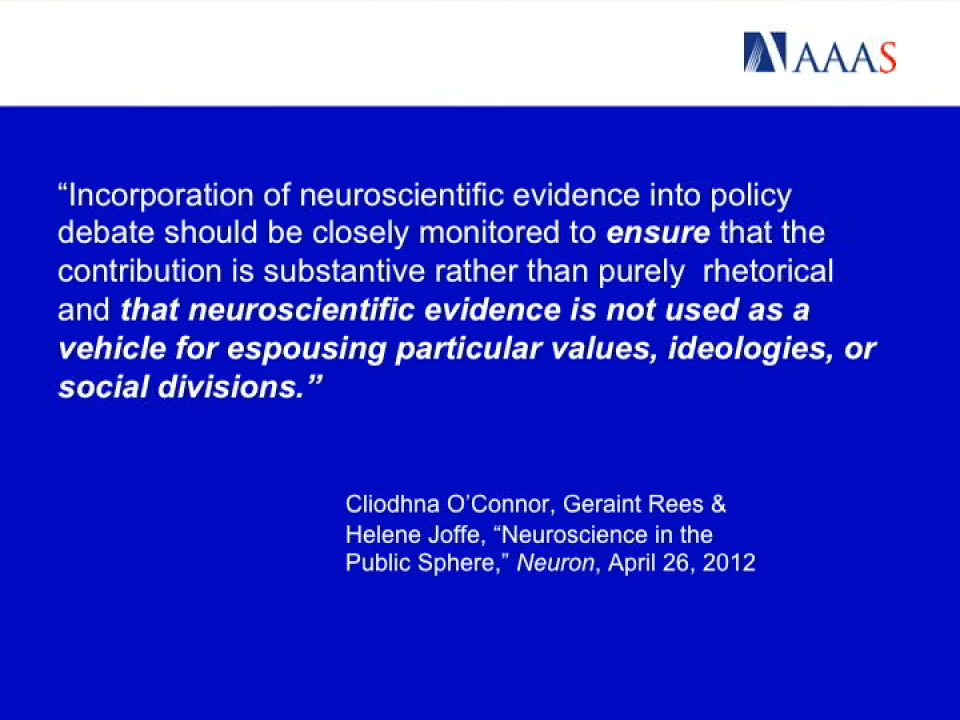 AAAS
“Incorporation of neuroscientific evidence into policy
debate should be closely monitored to ensure that the
contribution is substantive rather than purely  rhetorical
and that neuroscientific evidence is not used as a
vehicle for espousing particular values, ideologies, or
social divisions.”
Cliodhna O’Connor, Geraint Rees &
Helene Joffe, “Neuroscience in the
Public Sphere,” Neuron, April 26, 2012